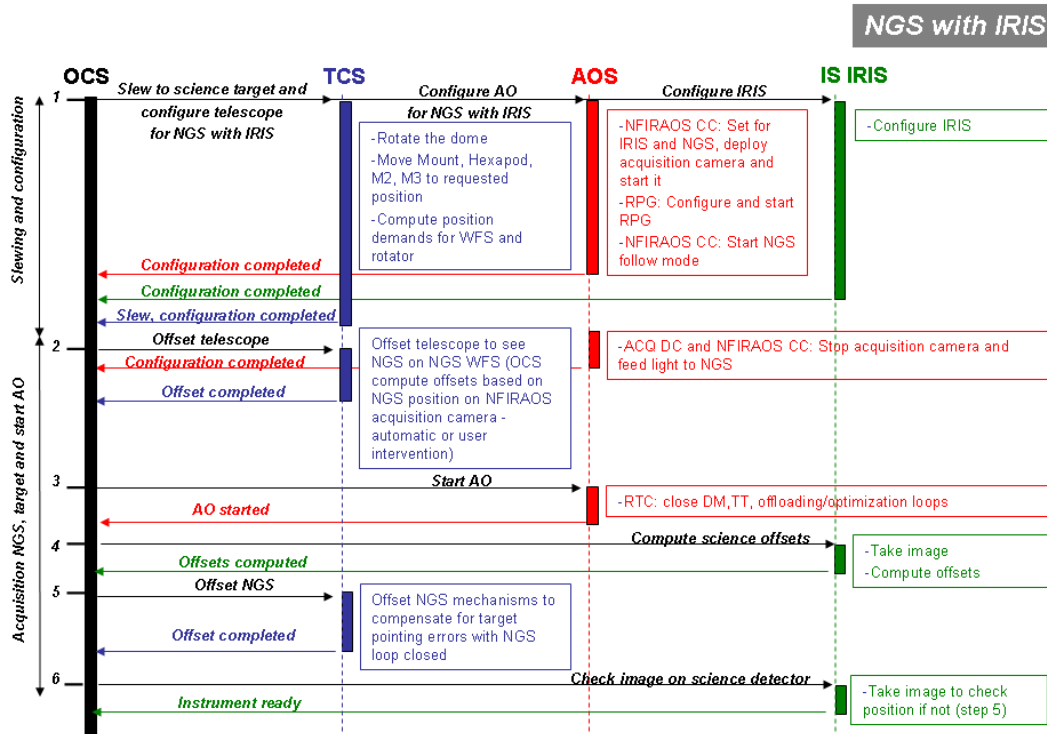 NGS with IRIS
OCS
TCS
AOS
IS IRIS
Slewing and configuration
1
Slew to science target and
configure telescope
for NGS with IRIS
Configure AO
for NGS with IRIS
Configure IRIS
-Rotate the dome
-Move Mount, Hexapod,
M2, M3 to requested
position
-Compute position
demands for WFS and
rotator
-NFIRAOS CC: Set for
IRIS and NGS, deploy
acquisition camera and
start it
-RPG: Configure and start
RPG
-NFIRAOS CC: Start NGS
follow mode
-Configure IRIS
Configuration completed
Configuration completed
Slew, configuration completed
Acquisition NGS, target and start AO
2
Offset telescope
Configuration completed
Offset completed
Offset telescope to see
NGS on NGS WFS (OCS
compute offsets based on
NGS position on NFIRAOS
acquisition camera -
automatic or user
intervention)
-ACQ DC and NFIRAOS CC: Stop acquisition camera and
feed light to NGS
3
Start AO
AO started
-RTC: close DM,TT, offloading/optimization loops
4
Compute science offsets
Offsets computed
-Take image
-Compute offsets
5
Offset NGS
Offset completed
Offset NGS mechanisms to
compensate for target
pointing errors with NGS
loop closed
6
Check image on science detector
Instrument ready
-Take image to check
position if not (step 5)